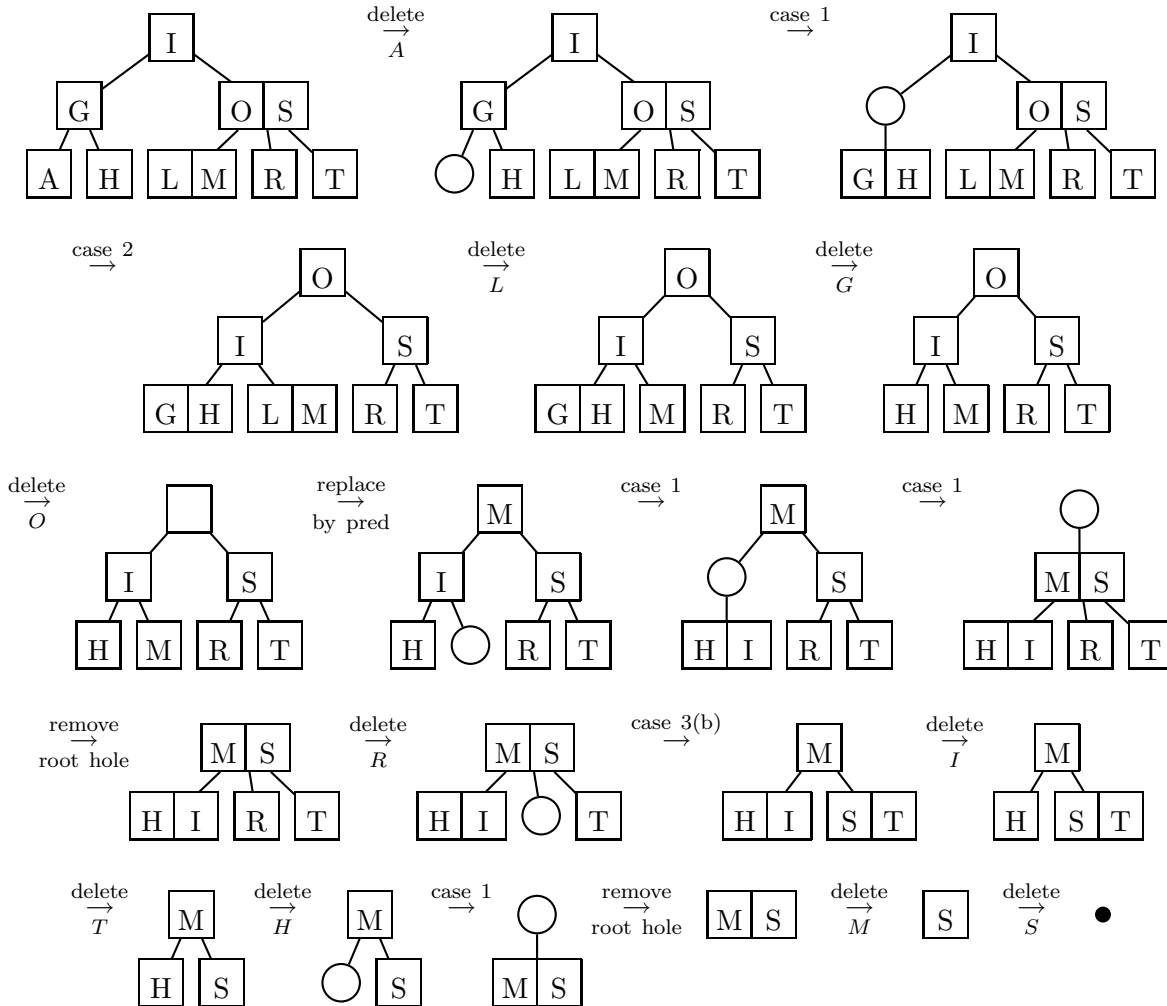 I delete I case 1 I
A
G O S G O S O S
A H L M R T H L M R T G H L M R T
case 2 O delete O delete O
L G
I S I S I S
G H L M R T G H M R T H M R T
delete replace M case 1 M case 1
O by pred
I S I S S M S
H M R T H R T H I R T H I R T
remove M S delete M S case 3(b) M delete M
root hole R I
H I R T H I T H I S T H S T
delete M delete M case 1 remove M S delete S delete
T H root hole M S
H S S M S